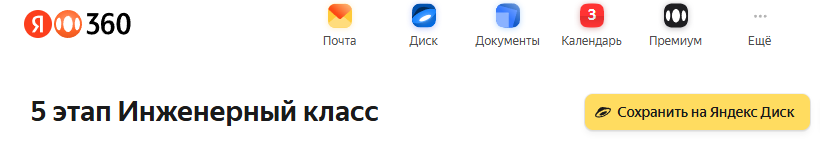 Я 360
3
Почта Диск Документы Календарь Премиум Ещё
5 этап Инженерный класс
Сохранить на Яндекс Диск